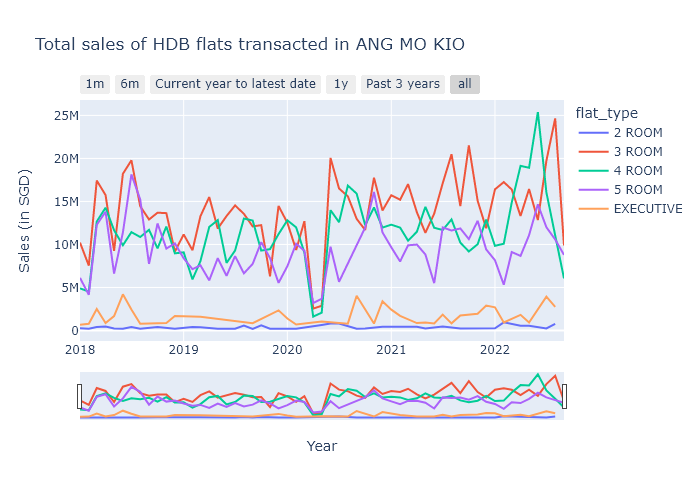 Total sales of HDB flats transacted in ANG MO KIO
1m 6m Current year to latest date 1y Past 3 years all
flat_type
2 ROOM
3 ROOM
4 ROOM
5 ROOM
EXECUTIVE
Sales (in SGD)
25M
20M
15M
10M
5M
0
2018 2019 2020 2021 2022
Year